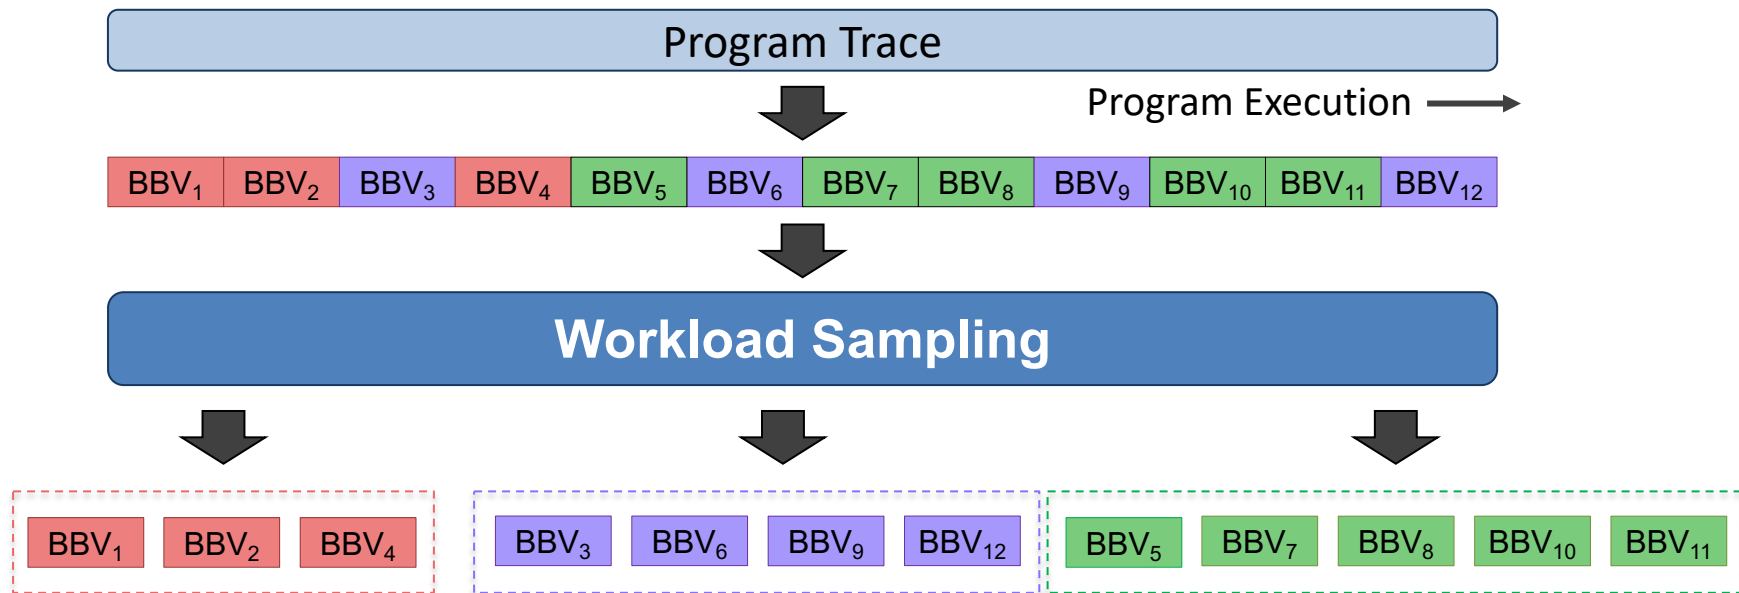 Program Trace
Program Execution
BBV₁ BBV₂ BBV₃ BBV₄ BBV₅ BBV₆ BBV₇ BBV₈ BBV₉ BBV₁₀ BBV₁₁ BBV₁₂
Workload Sampling
BBV₁ BBV₂ BBV₄ BBV₃ BBV₆ BBV₉ BBV₁₂ BBV₅ BBV₇ BBV₈ BBV₁₀ BBV₁₁